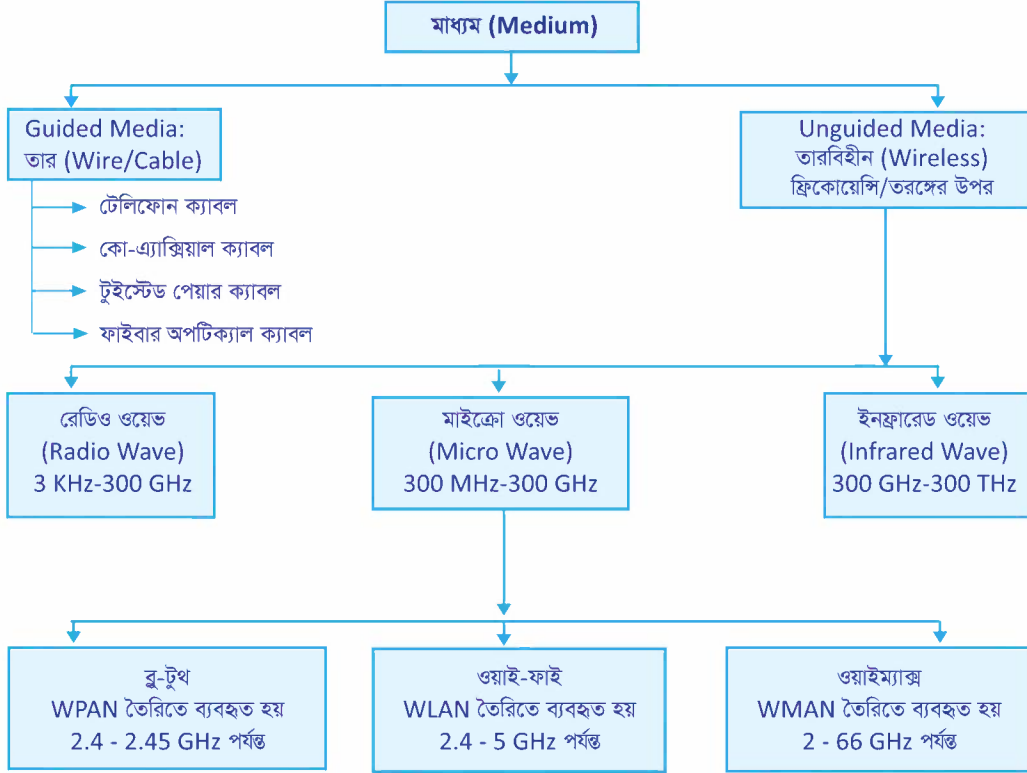 মাধ্যম (Medium)
Guided Media:
তার (Wire/Cable)
টেলিফোন ক্যাবল
কো-এ্যাক্সিয়াল ক্যাবল
টুইস্টেড পেয়ার ক্যাবল
ফাইবার অপটিক্যাল ক্যাবল
Unguided Media:
তারবিহীন (Wireless)
ফ্রিকোয়েন্সি/তরঙ্গের উপর
রেডিও ওয়েভ
(Radio Wave)
3 KHz-300 GHz
মাইক্রো ওয়েভ
(Micro Wave)
300 MHz-300 GHz
ইনফ্রারেড ওয়েভ
(Infrared Wave)
300 GHz-300 THz
ব্লু-টুথ
WPAN তৈরিতে ব্যবহৃত হয়
2.4 - 2.45 GHz পর্যন্ত
ওয়াই-ফাই
WLAN তৈরিতে ব্যবহৃত হয়
2.4 - 5 GHz পর্যন্ত
ওয়াইম্যাক্স
WMAN তৈরিতে ব্যবহৃত হয়
2 - 66 GHz পর্যন্ত